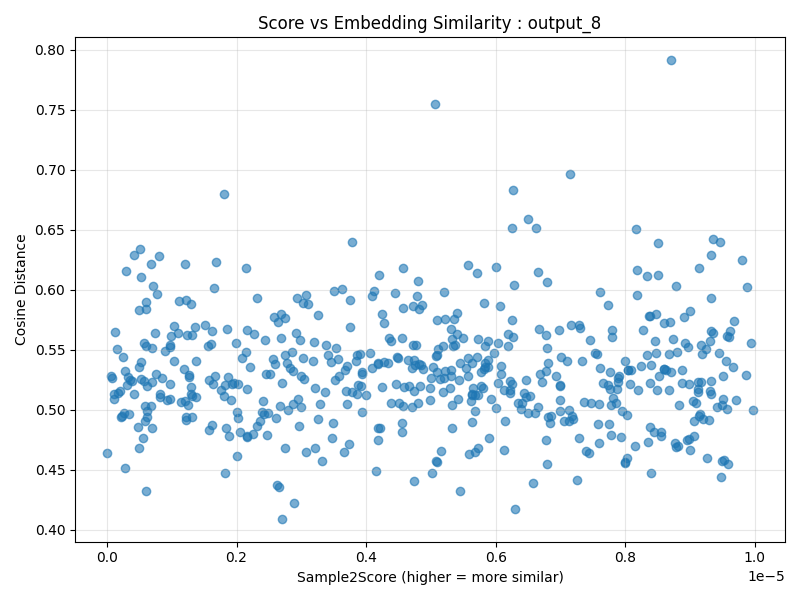 Score vs Embedding Similarity : output_8
Cosine Distance
0.80
0.75
0.70
0.65
0.60
0.55
0.50
0.45
0.40
0.0 0.2 0.4 0.6 0.8 1.0
1e−5
Sample2Score (higher = more similar)